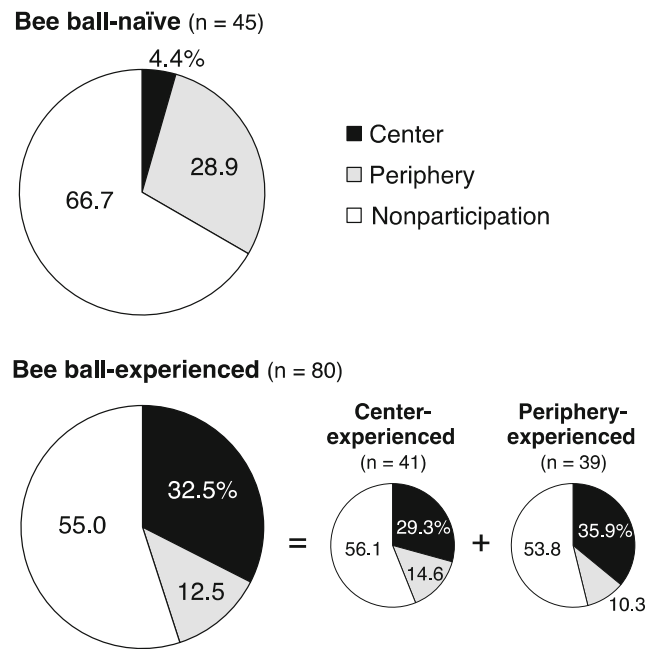 Bee ball-naïve (n = 45)
4.4%
28.9
66.7
Center
Periphery
Nonparticipation
Bee ball-experienced (n = 80)
32.5%
55.0
12.5
=
Center-
experienced
(n = 41)
29.3%
56.1
14.6
+
Periphery-
experienced
(n = 39)
35.9%
53.8
10.3